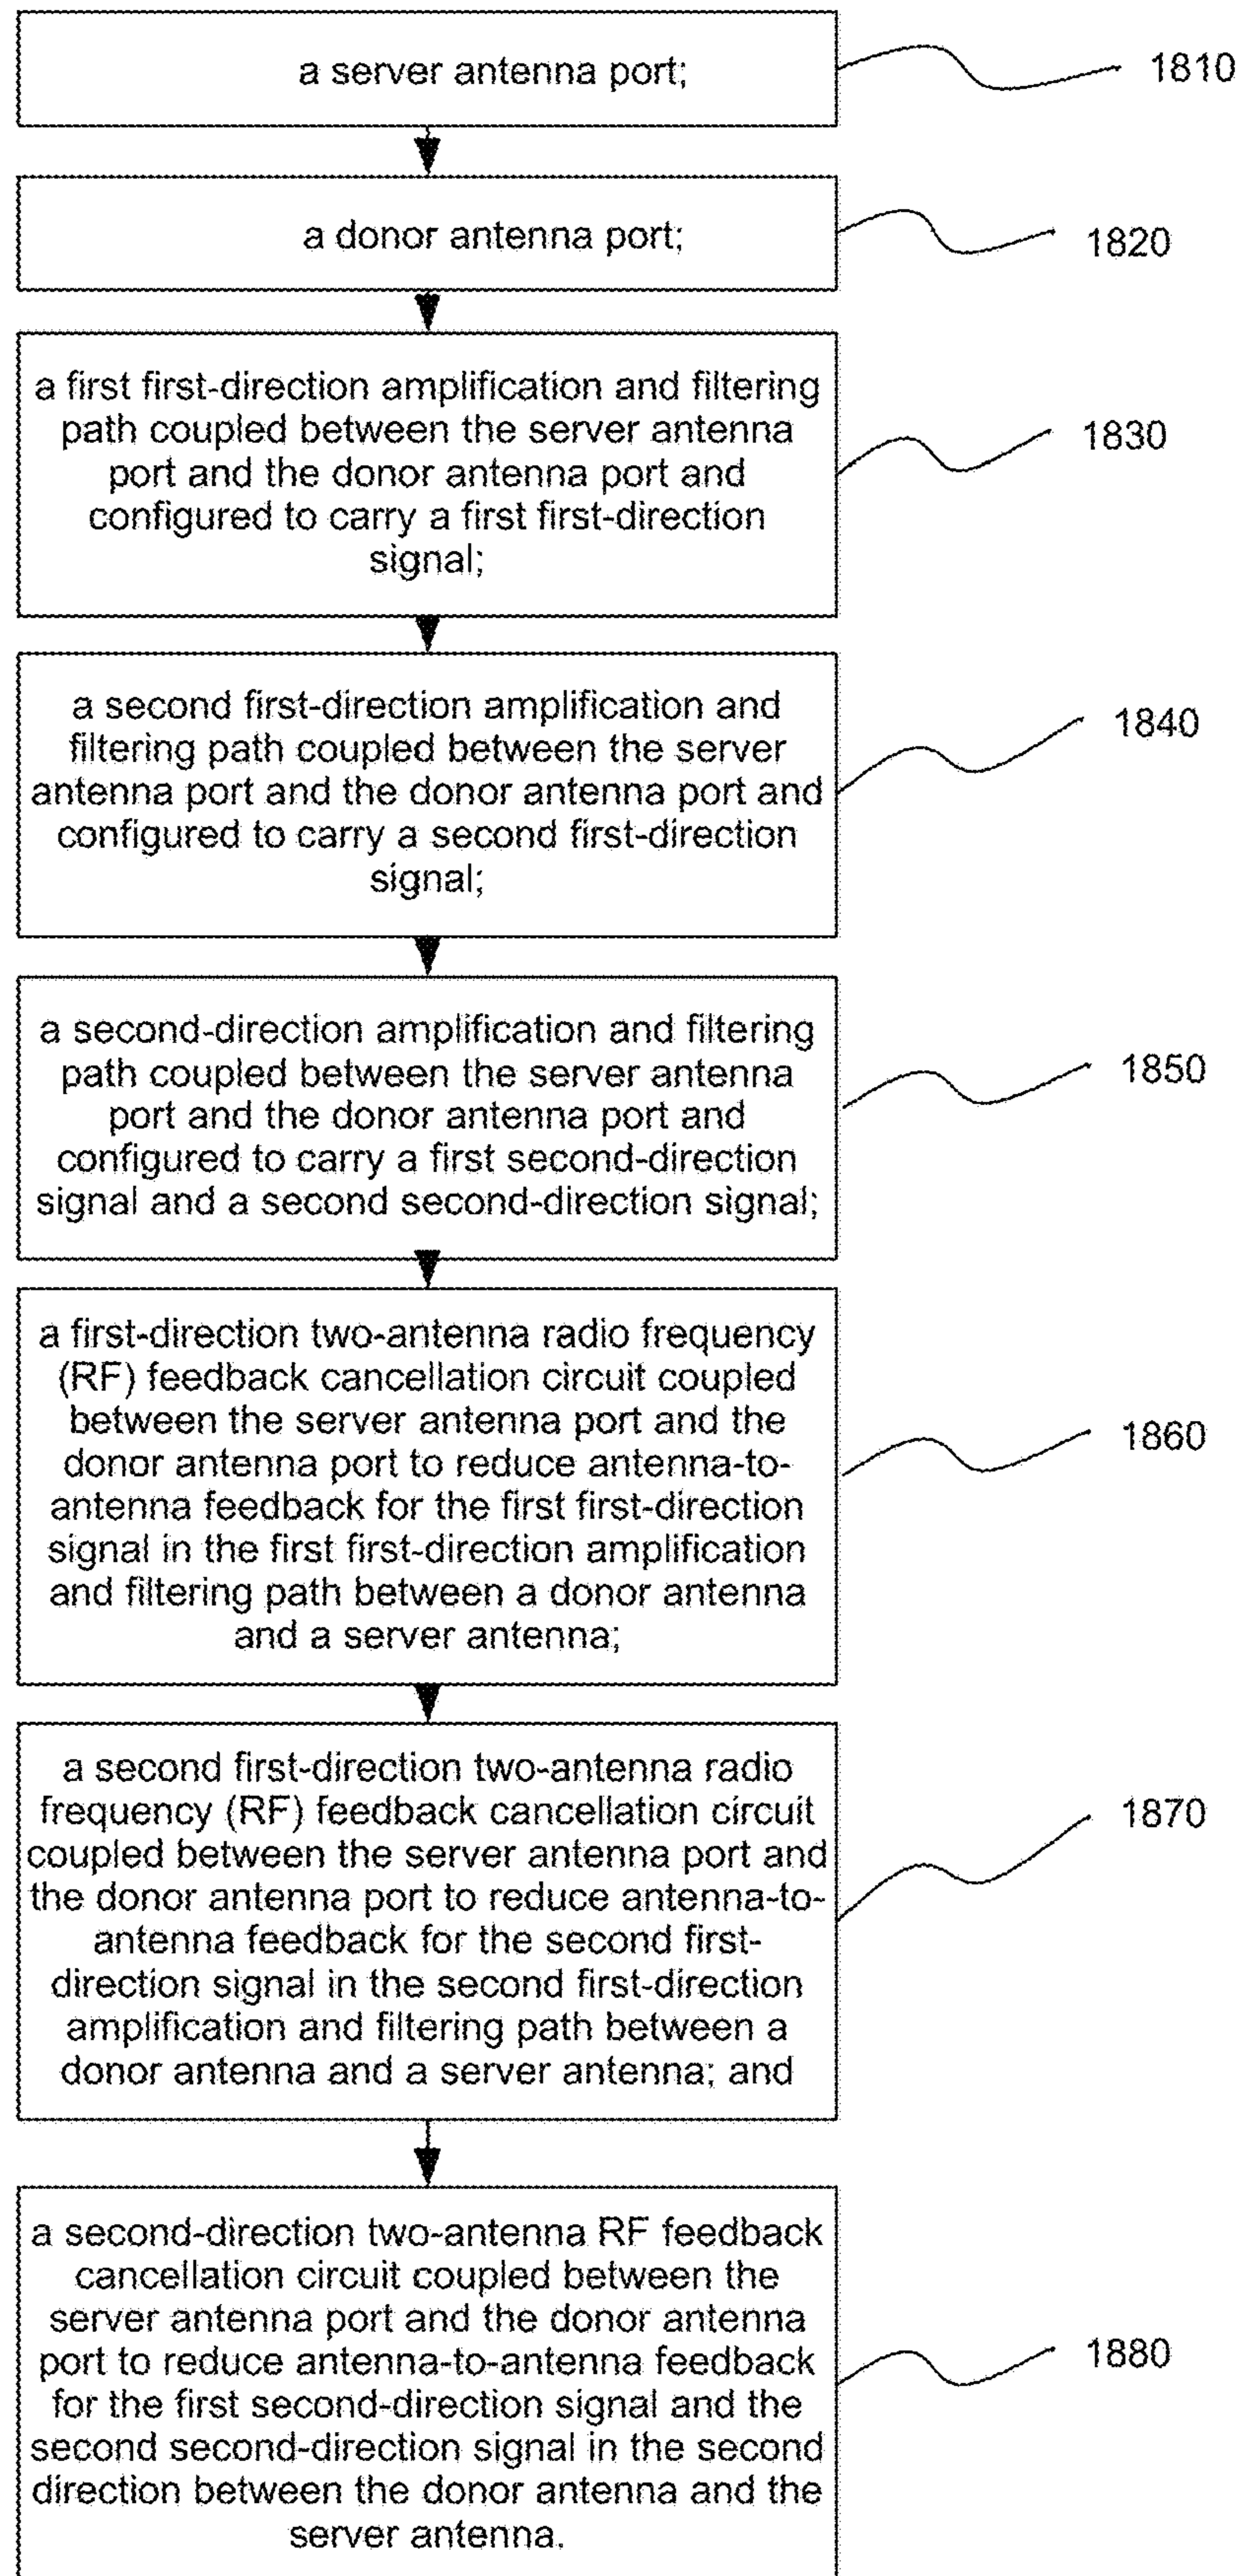 a server antenna port;
1810
a donor antenna port;
1820
a first first-direction amplification and filtering
path coupled between the server antenna
port and the donor antenna port and
configured to carry a first first-direction
signal;
1830
a second first-direction amplification and
filtering path coupled between the server
antenna port and the donor antenna port and
configured to carry a second first-direction
signal;
1840
a second-direction amplification and filtering
path coupled between the server antenna
port and the donor antenna port and
configured to carry a first second-direction
signal and a second second-direction signal;
1850
a first-direction two-antenna radio frequency
(RF) feedback cancellation circuit coupled
between the server antenna port and the
donor antenna port to reduce antenna-to-
antenna feedback for the first first-direction
signal in the first first-direction amplification
and filtering path between a donor antenna
and a server antenna;
1860
a second first-direction two-antenna radio
frequency (RF) feedback cancellation circuit
coupled between the server antenna port and
the donor antenna port to reduce antenna-to-
antenna feedback for the second first-
direction signal in the second first-direction
amplification and filtering path between a
donor antenna and a server antenna; and
1870
a second-direction two-antenna RF feedback
cancellation circuit coupled between the
server antenna port and the donor antenna
port to reduce antenna-to-antenna feedback
for the first second-direction signal and the
second second-direction signal in the second
direction between the donor antenna and the
server antenna.
1880